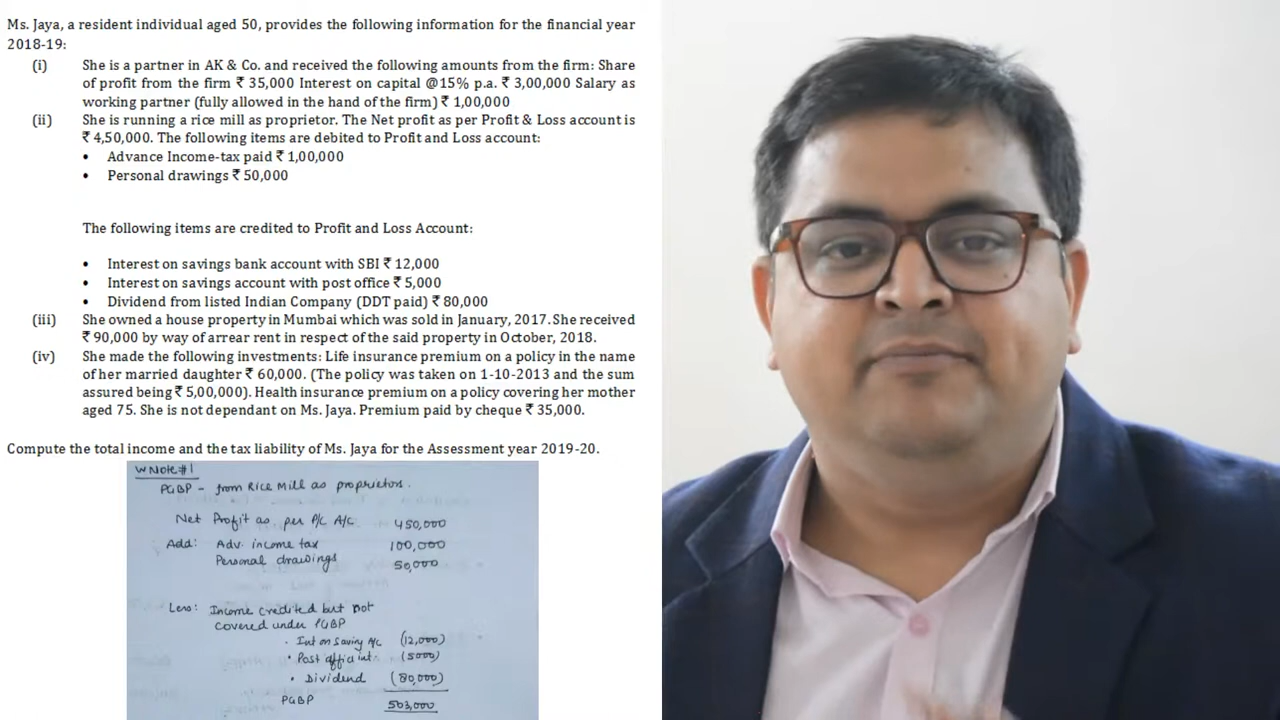 Ms. Jaya, a resident individual aged 50, provides the following information for the financial year
2018-19:
(i) She is a partner in AK & Co. and received the following amounts from the firm: Share
of profit from the firm ₹ 35,000 Interest on capital @15% p.a. ₹ 3,00,000 Salary as
working partner (fully allowed in the hand of the firm) ₹ 1,00,000
(ii) She is running a rice mill as proprietor. The Net profit as per Profit & Loss account is
₹ 4,50,000. The following items are debited to Profit and Loss account:
• Advance Income-tax paid ₹ 1,00,000
• Personal drawings ₹ 50,000
The following items are credited to Profit and Loss Account:
• Interest on savings bank account with SBI ₹ 12,000
• Interest on savings account with post office ₹ 5,000
• Dividend from listed Indian Company (DDT paid) ₹ 80,000
(iii) She owned a house property in Mumbai which was sold in January, 2017. She received
₹ 90,000 by way of arrear rent in respect of the said property in October, 2018.
(iv) She made the following investments: Life insurance premium on a policy in the name
of her married daughter ₹ 60,000. (The policy was taken on 1-10-2013 and the sum
assured being ₹ 5,00,000). Health insurance premium on a policy covering her mother
aged 75. She is not dependant on Ms. Jaya. Premium paid by cheque ₹ 35,000.
Compute the total income and the tax liability of Ms. Jaya for the Assessment year 2019-20.
W Note #1
PGBP - from Rice Mill as proprietors.
Net Profit as per P/L A/C 450,000
Add: Adv. income tax 100,000
Personal drawings 50,000
Less: Income credited but not
covered under PGBP
• Int on Saving A/c (12,000)
• Post office int. (5000)
• Dividend (80,000)
PGBP 503,000